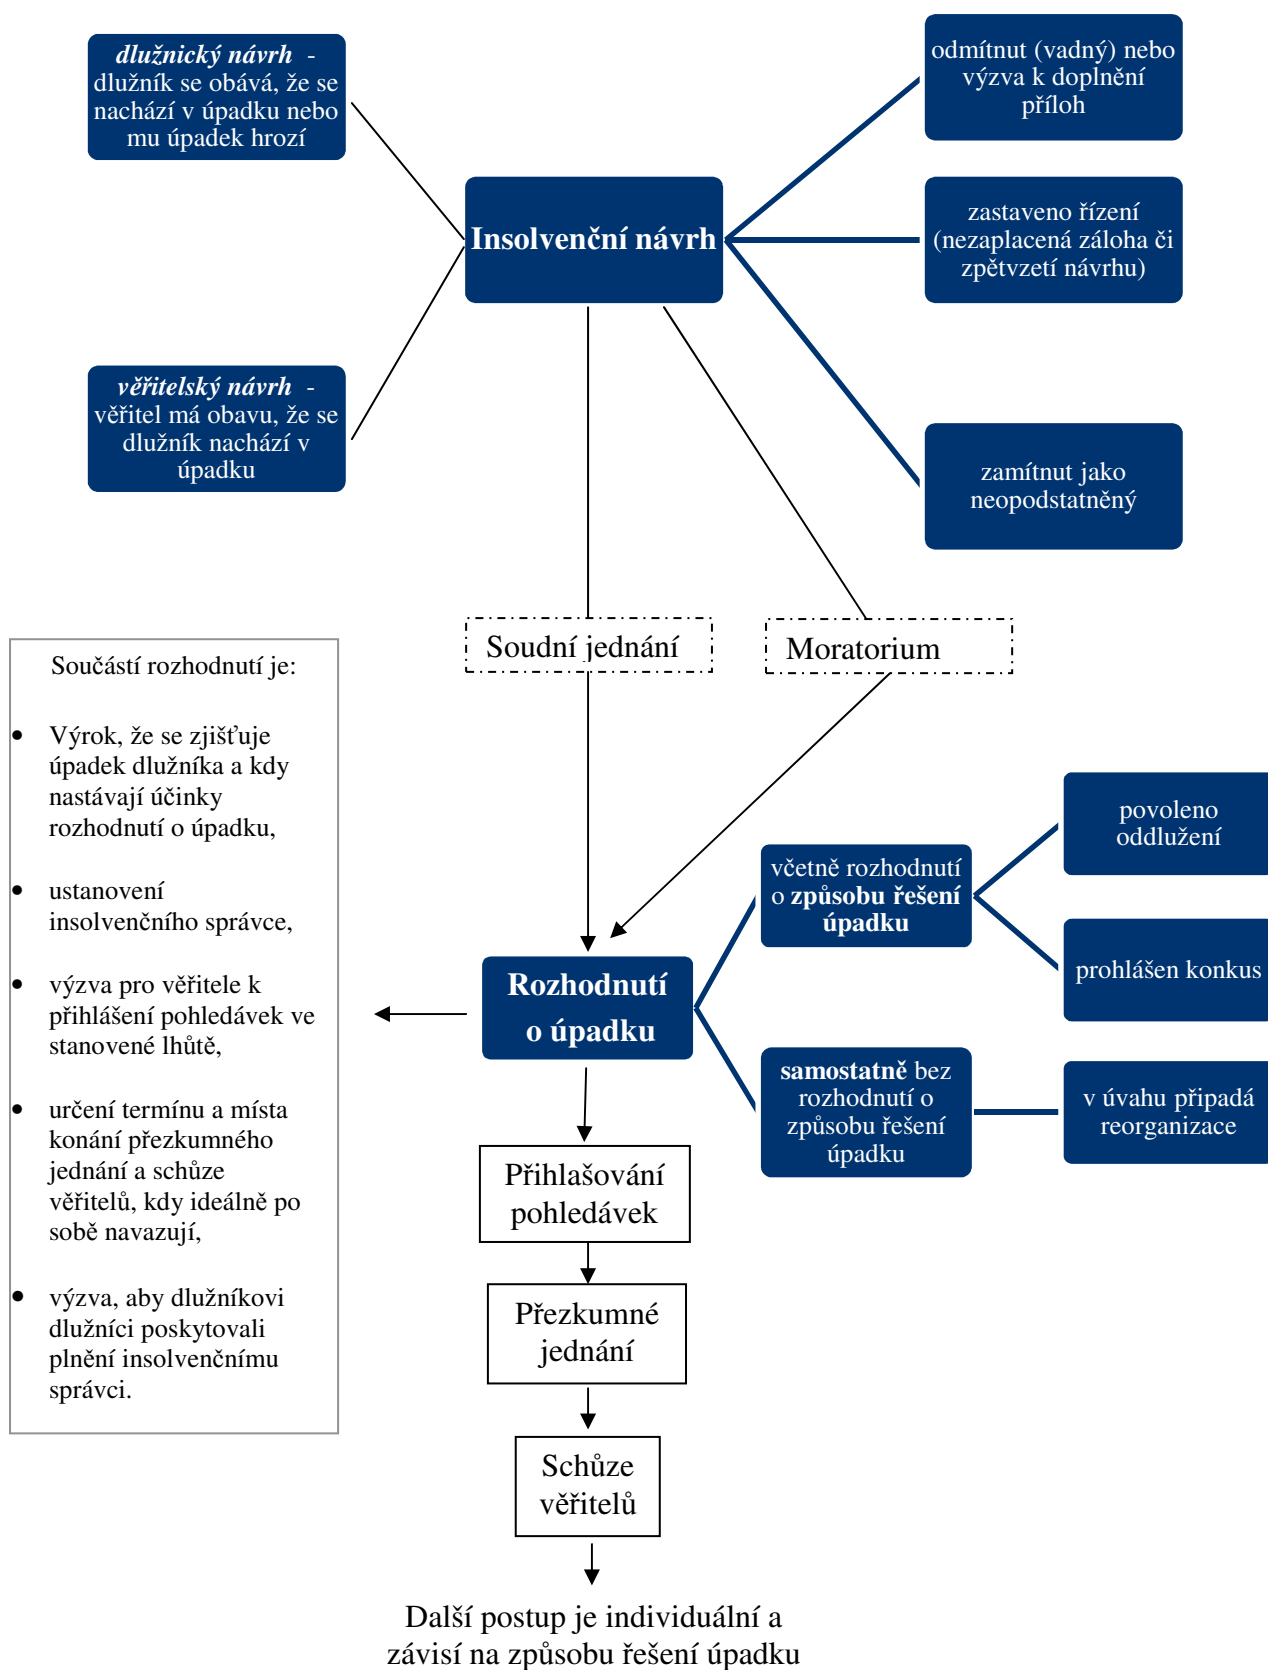 dlužnický návrh -
dlužník se obává, že se
nachází v úpadku nebo
mu úpadek hrozí
odmítnut (vadný) nebo
výzva k doplnění
příloh
Insolvenční návrh
zastaveno řízení
(nezaplacená záloha či
zpětvzetí návrhu)
věřitelský návrh -
věřitel má obavu, že se
dlužník nachází v
úpadku
zamítnut jako
neopodstatněný
Soudní jednání
Moratorium
Součástí rozhodnutí je:
• Výrok, že se zjišťuje
úpadek dlužníka a kdy
nastávají účinky
rozhodnutí o úpadku,
• ustanovení
insolvenčního správce,
• výzva pro věřitele k
přihlášení pohledávek ve
stanovené lhůtě,
• určení termínu a místa
konání přezkumného
jednání a schůze
věřitelů, kdy ideálně po
sobě navazují,
• výzva, aby dlužníkovi
dlužníci poskytovali
plnění insolvenčnímu
správci.
Rozhodnutí
o úpadku
včetně rozhodnutí
o způsobu řešení
úpadku
povoleno
oddlužení
prohlášen konkus
samostatně bez
rozhodnutí o
způsobu řešení
úpadku
v úvahu připadá
reorganizace
Přihlašování
pohledávek
Přezkumné
jednání
Schůze
věřitelů
Další postup je individuální a
závisí na způsobu řešení úpadku